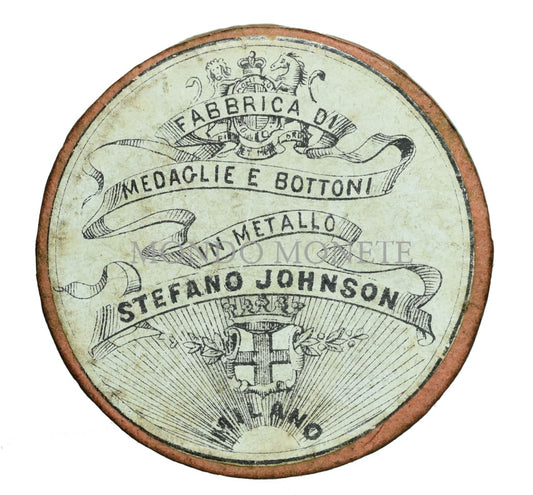 FABBRICA DI
MEDAGLIE E BOTTONI
IN METALLO
MONDO MONETE
STEFANO JOHNSON
MILANO